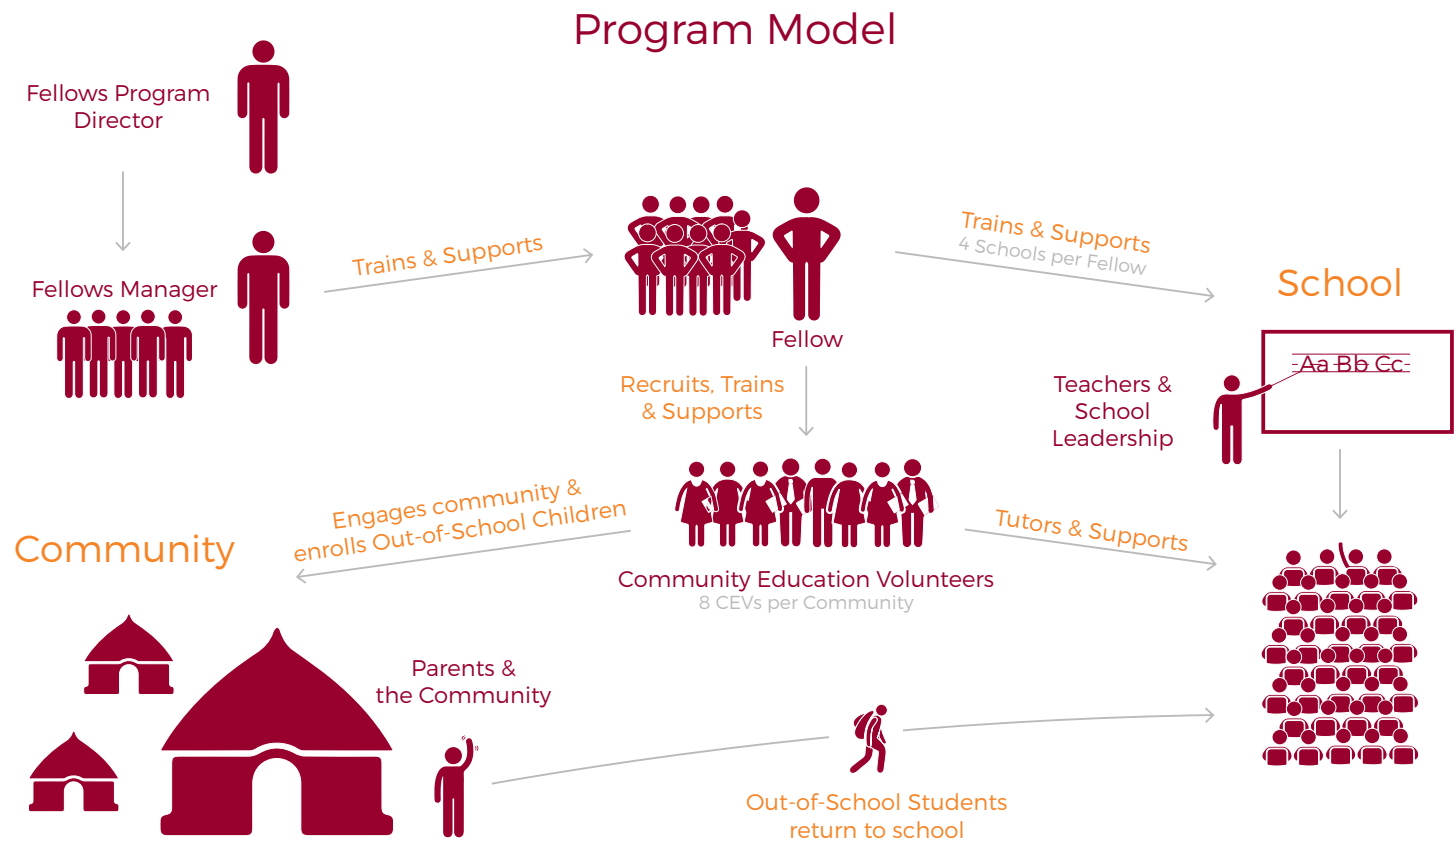 Program Model
Fellows Program
Director
Fellows Manager
Trains & Supports
Fellow
Trains & Supports
4 Schools per Fellow
School
Aa Bb Cc
Teachers &
School
Leadership
Recruits, Trains
& Supports
Engages community &
enrolls Out-of-School Children
Community
Community Education Volunteers
8 CEVs per Community
Tutors & Supports
Parents &
the Community
Out-of-School Students
return to school